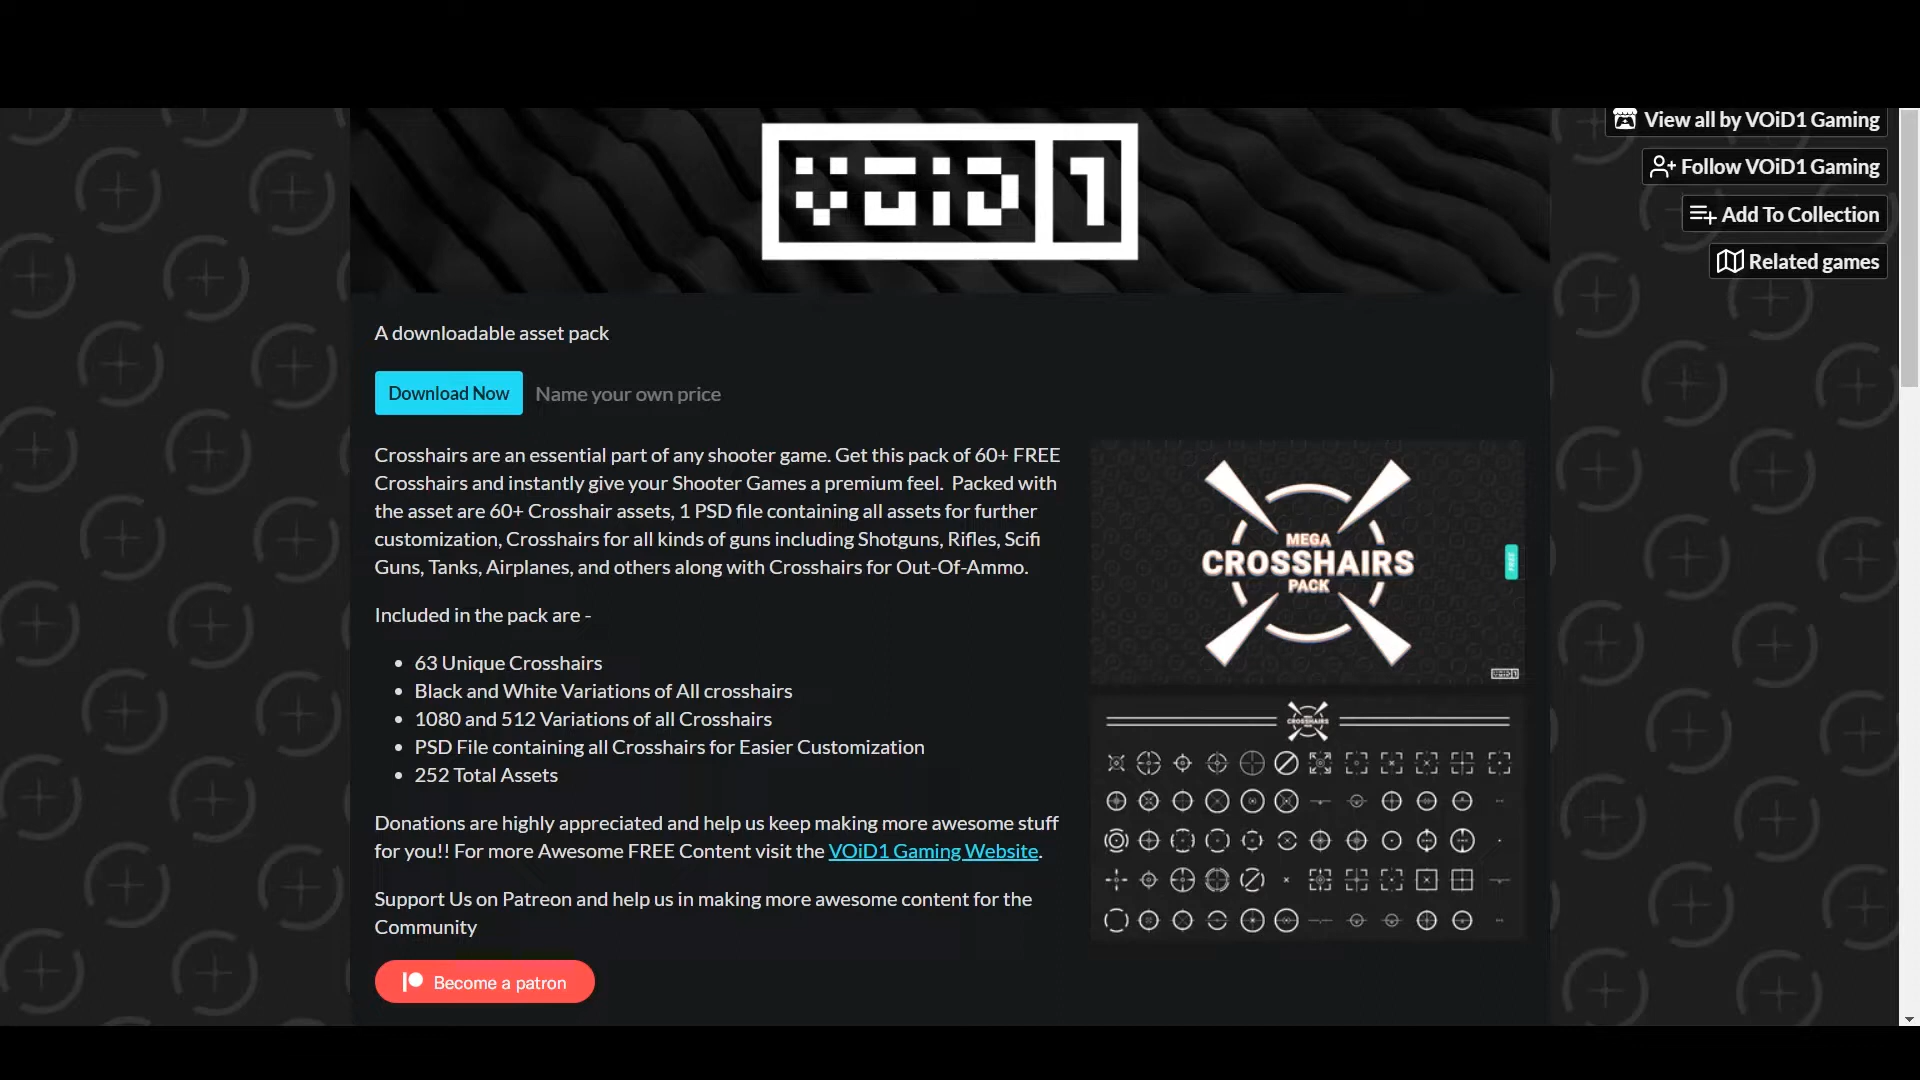 VOiD 1
View all by VOiD1 Gaming
Follow VOiD1 Gaming
Add To Collection
Related games
A downloadable asset pack
Download Now Name your own price
Crosshairs are an essential part of any shooter game. Get this pack of 60+ FREE
Crosshairs and instantly give your Shooter Games a premium feel.  Packed with
the asset are 60+ Crosshair assets, 1 PSD file containing all assets for further
customization, Crosshairs for all kinds of guns including Shotguns, Rifles, Scifi
Guns, Tanks, Airplanes, and others along with Crosshairs for Out-Of-Ammo.
Included in the pack are -
• 63 Unique Crosshairs
• Black and White Variations of All crosshairs
• 1080 and 512 Variations of all Crosshairs
• PSD File containing all Crosshairs for Easier Customization
• 252 Total Assets
Donations are highly appreciated and help us keep making more awesome stuff
for you!! For more Awesome FREE Content visit the VOiD1 Gaming Website.
Support Us on Patreon and help us in making more awesome content for the
Community
Become a patron
MEGA
CROSSHAIRS
PACK
FREE
VOiD 1
MEGA
CROSSHAIRS
PACK